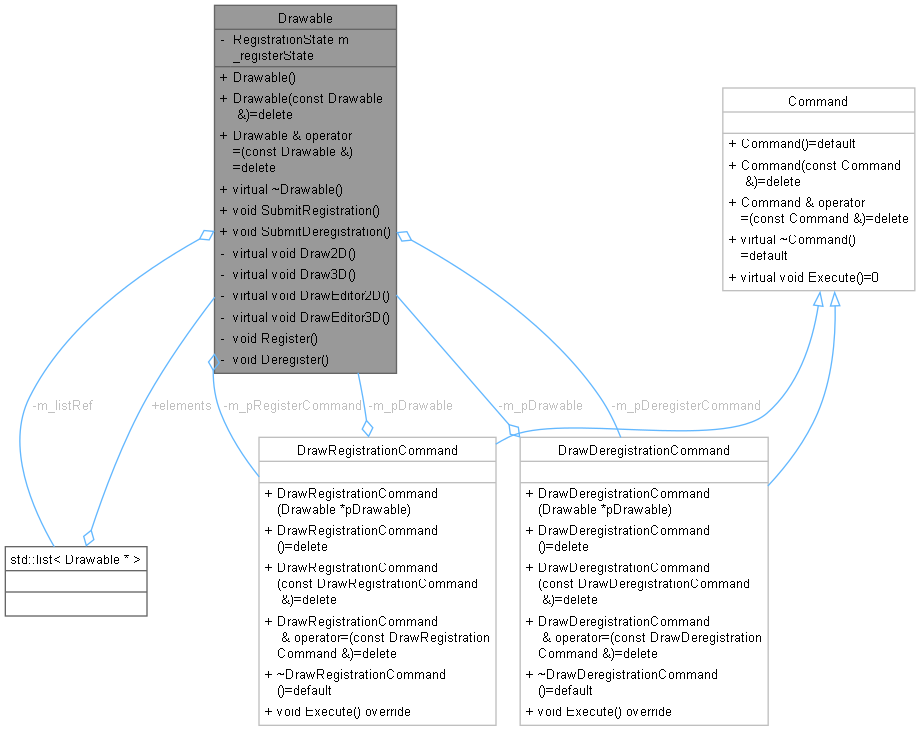 Drawable
- RegistrationState m
_registerState
+ Drawable()
+ Drawable(const Drawable
&)=delete
+ Drawable & operator
=(const Drawable &)
=delete
+ virtual ~Drawable()
+ void SubmitRegistration()
+ void SubmitDeregistration()
- virtual void Draw2D()
- virtual void Draw3D()
- virtual void DrawEditor2D()
- virtual void DrawEditor3D()
- void Register()
- void Deregister()
Command
+ Command()=default
+ Command(const Command
&)=delete
+ Command & operator
=(const Command &)=delete
+ virtual ~Command()
=default
+ virtual void Execute()=0
-m_listRef
+elements
-m_pRegisterCommand
-m_pDrawable
-m_pDrawable
-m_pDeregisterCommand
std::list< Drawable * >
DrawRegistrationCommand
+ DrawRegistrationCommand
(Drawable *pDrawable)
+ DrawRegistrationCommand
()=delete
+ DrawRegistrationCommand
(const DrawRegistrationCommand
&)=delete
+ DrawRegistrationCommand
& operator=(const DrawRegistration
Command &)=delete
+ ~DrawRegistrationCommand
()=default
+ void Execute() override
DrawDeregistrationCommand
+ DrawDeregistrationCommand
(Drawable *pDrawable)
+ DrawDeregistrationCommand
()=delete
+ DrawDeregistrationCommand
(const DrawDeregistrationCommand
&)=delete
+ DrawDeregistrationCommand
& operator=(const DrawDeregistration
Command &)=delete
+ ~DrawDeregistrationCommand
()=default
+ void Execute() override